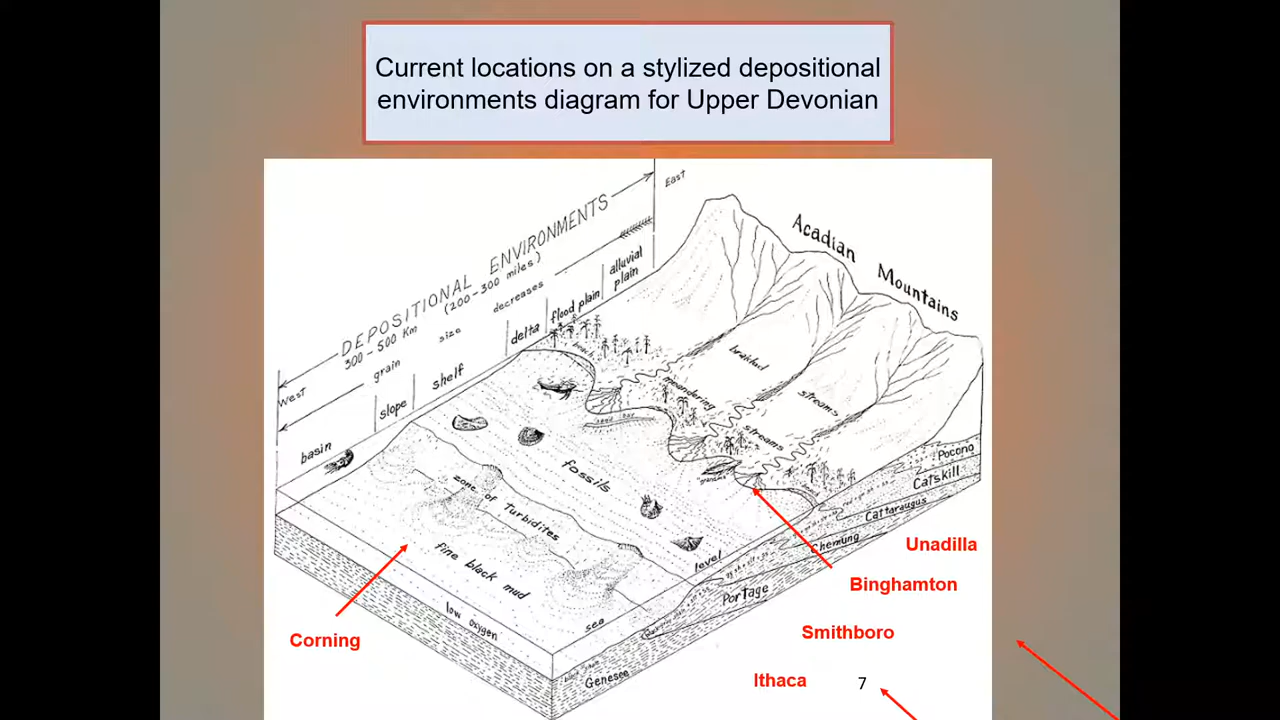 Current locations on a stylized depositional
environments diagram for Upper Devonian
DEPOSITIONAL ENVIRONMENTS
300-500 Km (200-300 miles)
grain size decreases
West
East
basin
slope
shelf
delta
flood plain
alluvial
plain
Acadian Mountains
beach
braided streams
meandering streams
sand bar
fossils
zone of Turbidites
fine black mud
low oxygen
sea level
Pocono
Catskill
Cattaraugus
Chemung
Portage
Genesee
Unadilla
Binghamton
Smithboro
Corning
Ithaca
7